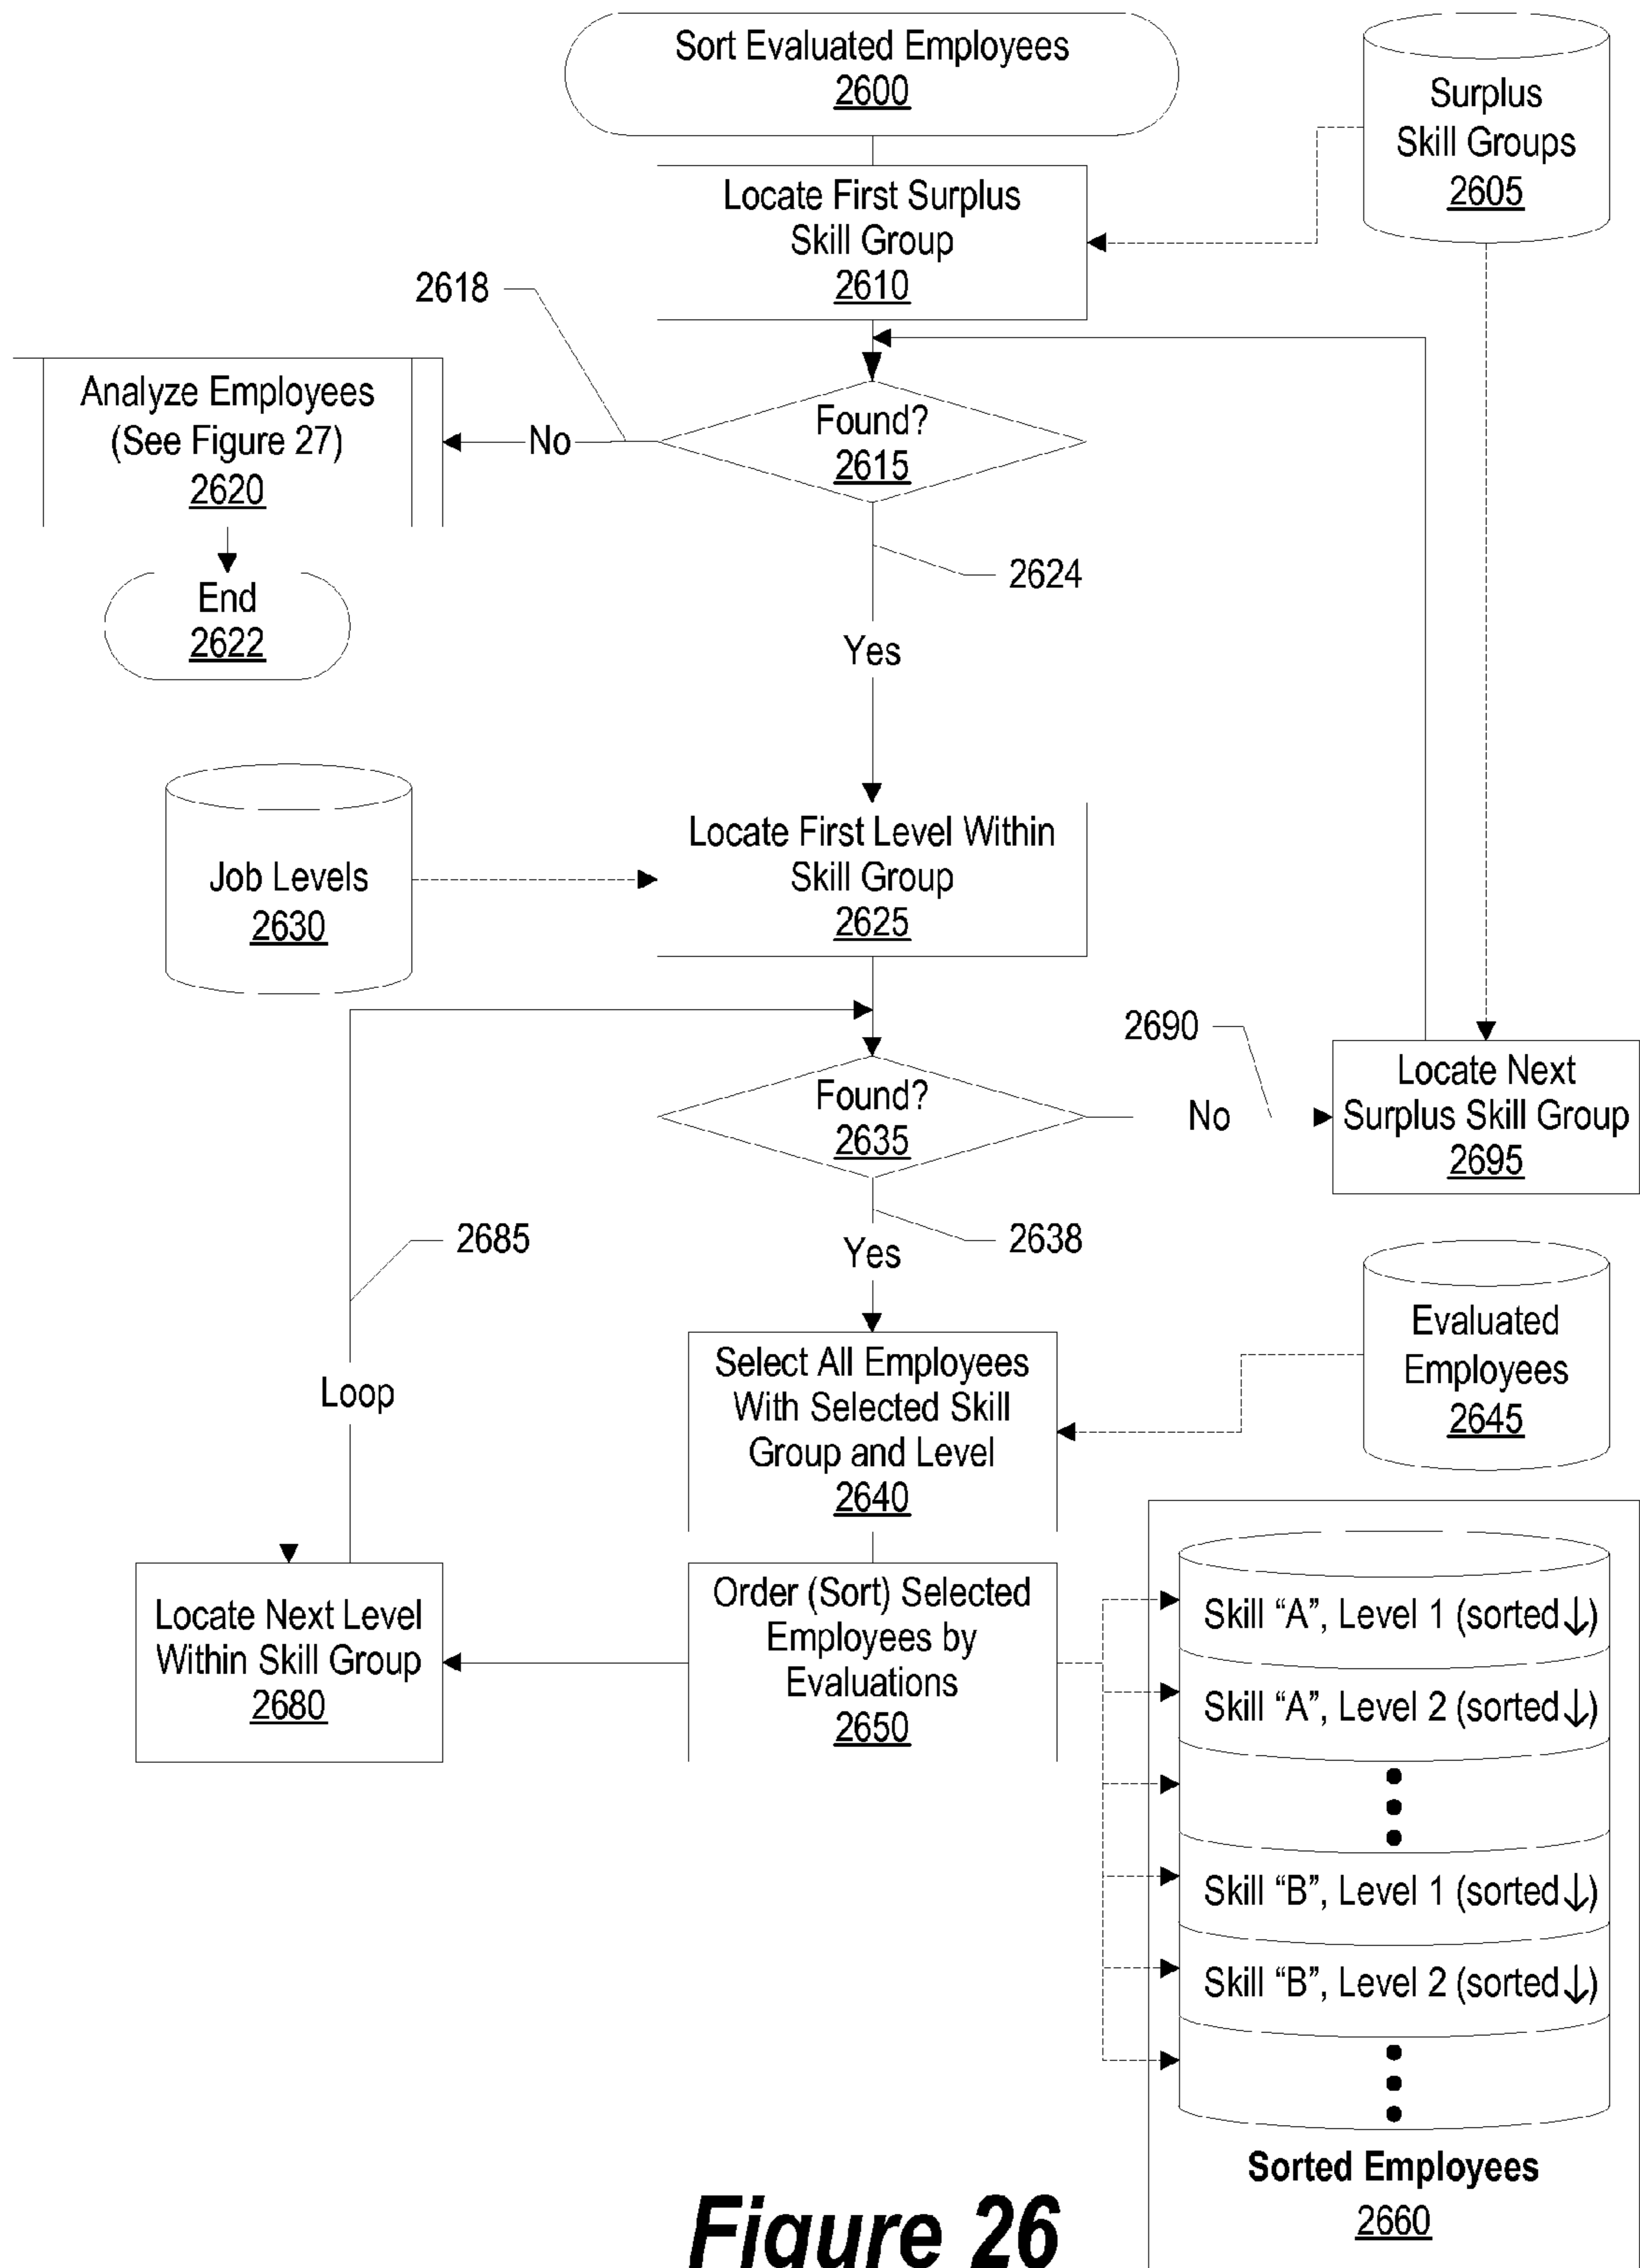 Sort Evaluated Employees
2600
Surplus
Skill Groups
2605
Locate First Surplus
Skill Group
2610
2618
Analyze Employees
(See Figure 27)
2620
No
Found?
2615
End
2622
2624
Yes
Job Levels
2630
Locate First Level Within
Skill Group
2625
2690
Found?
2635
No
Locate Next
Surplus Skill Group
2695
2685
2638
Yes
Loop
Select All Employees
With Selected Skill
Group and Level
2640
Evaluated
Employees
2645
Locate Next Level
Within Skill Group
2680
Order (Sort) Selected
Employees by
Evaluations
2650
Skill “A”, Level 1 (sorted↓)
Skill “A”, Level 2 (sorted↓)
Skill “B”, Level 1 (sorted↓)
Skill “B”, Level 2 (sorted↓)
Sorted Employees
2660
Figure 26